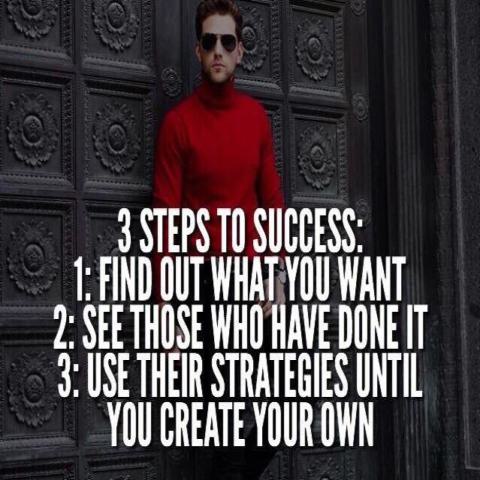 3 STEPS TO SUCCESS:
1: FIND OUT WHAT YOU WANT
2: SEE THOSE WHO HAVE DONE IT
3: USE THEIR STRATEGIES UNTIL
YOU CREATE YOUR OWN